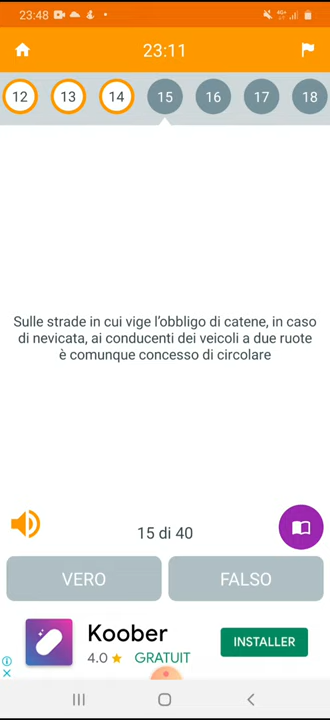 23:48
23:11
12 13 14 15 16 17 18
Sulle strade in cui vige l'obbligo di catene, in caso
di nevicata, ai conducenti dei veicoli a due ruote
è comunque concesso di circolare
15 di 40
VERO FALSO
Koober
4.0 ★ GRATUIT
INSTALLER